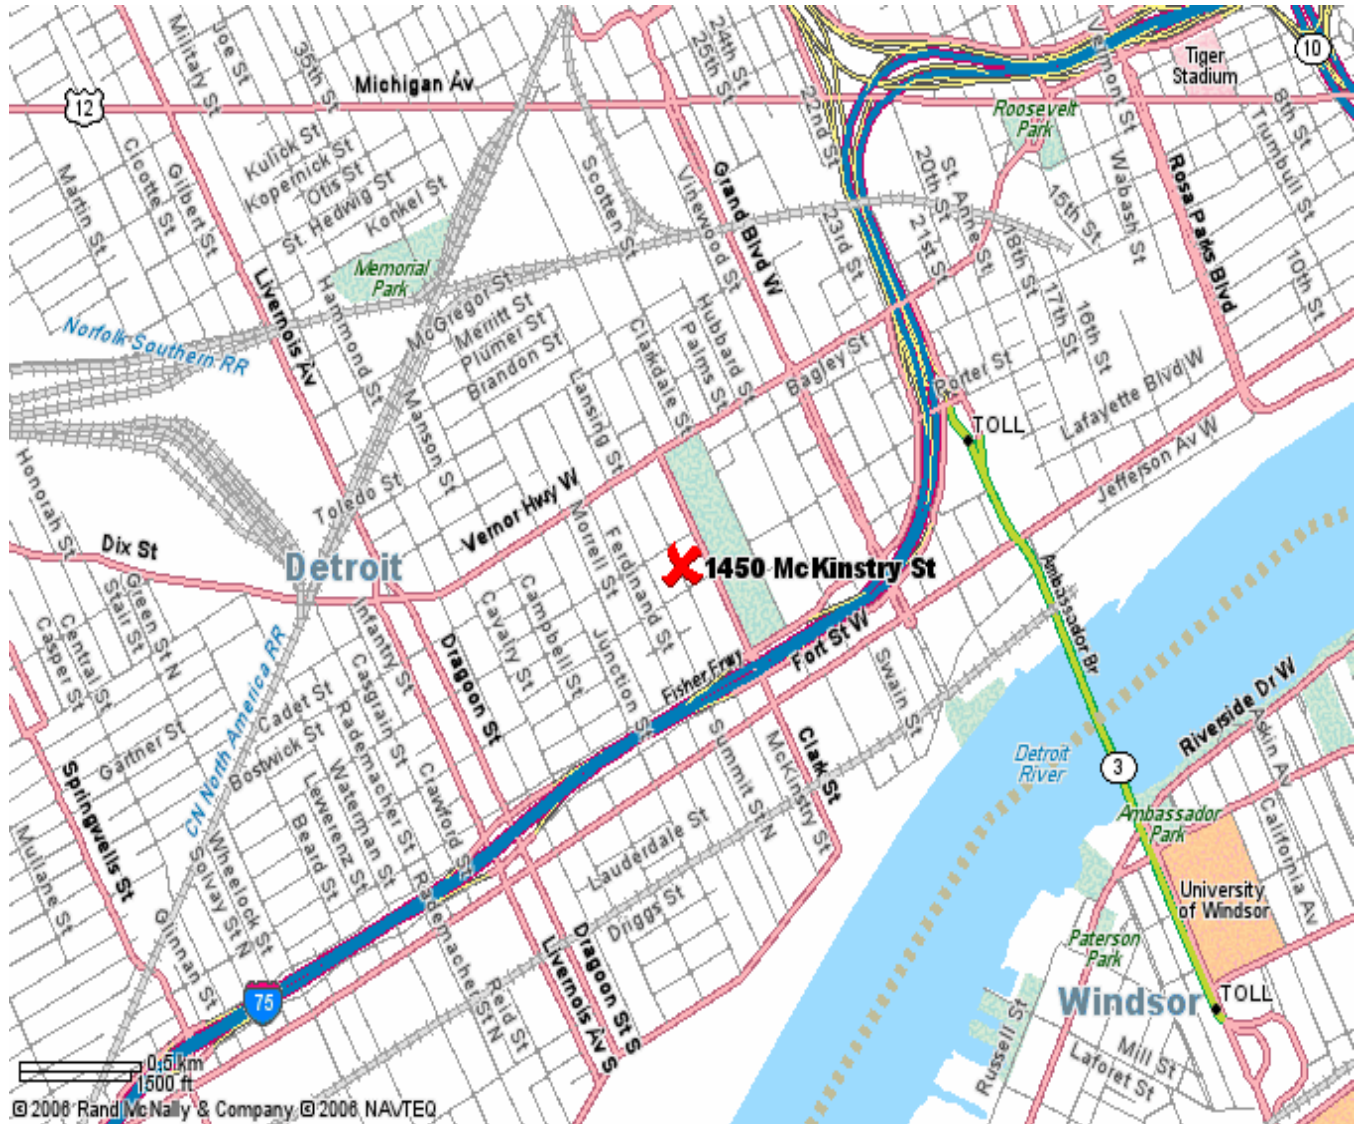 Michigan Av
12
10
Tiger
Stadium
Roosevelt
Park
Military St
Joe St
35th St
24th St
25th St
22nd St
Vermont St
8th St
Trumbull St
Wabash St
Rosa Parks Blvd
15th St
10th St
20th St
St. Anne St
21st St
18th St
17th St
16th St
23rd St
Grand Blvd W
Vinewood St
Scotten St
Martin St
Cicotte St
Gilbert St
Kulick St
Kopernick St
Otis St
St. Hedwig St
Konkel St
Memorial
Park
Livernois Av
Hammond St
McGregor St
Merritt St
Plumer St
Brandon St
Norfolk Southern RR
Hubbard St
Palms St
Clarkdale St
Lansing St
Bagley St
Porter St
Lafayette Blvd W
Jefferson Av W
TOLL
Manson St
Toledo St
Vernor Hwy W
Honorah St
Dix St
Detroit
Morrell St
Ferdinand St
1450 McKinstry St
Ambassador Br
Green St N
Stair St
Central St
Casper St
Infantry St
Dragoon St
Cavalry St
Campbell St
Junction St
Fisher Frwy
Fort St W
Swain St
CN North America RR
Cadet St
Bostwick St
Gartner St
Casgrain St
Rademacher St
Crawford St
Waterman St
Lewerenz St
Beard St
Springwells St
Mullane St
Wheelock St
Solvay St N
Glinnan St
Summit St N
McKinstry St
Clark St
Lauderdale St
Driggs St
Detroit
River
3
Riverside Dr W
Askin Av
California Av
Ambassador
Park
University
of Windsor
Paterson
Park
Windsor
TOLL
Russell St
Mill St
Laforet St
Rademacher St N
Reid St N
Livernois Av S
Dragoon St S
75
0.5 km
1500 ft
© 2006 Rand McNally & Company © 2006 NAVTEQ